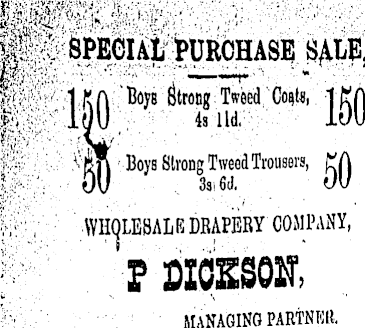 SPECIAL PURCHASE SALE,
150 Boys Strong Tweed Coats, 150
4s 11d.
50 Boys Strong Tweed Trousers, 50
3s 6d.
WHOLESALE DRAPERY COMPANY,
P DICKSON,
MANAGING PARTNER.